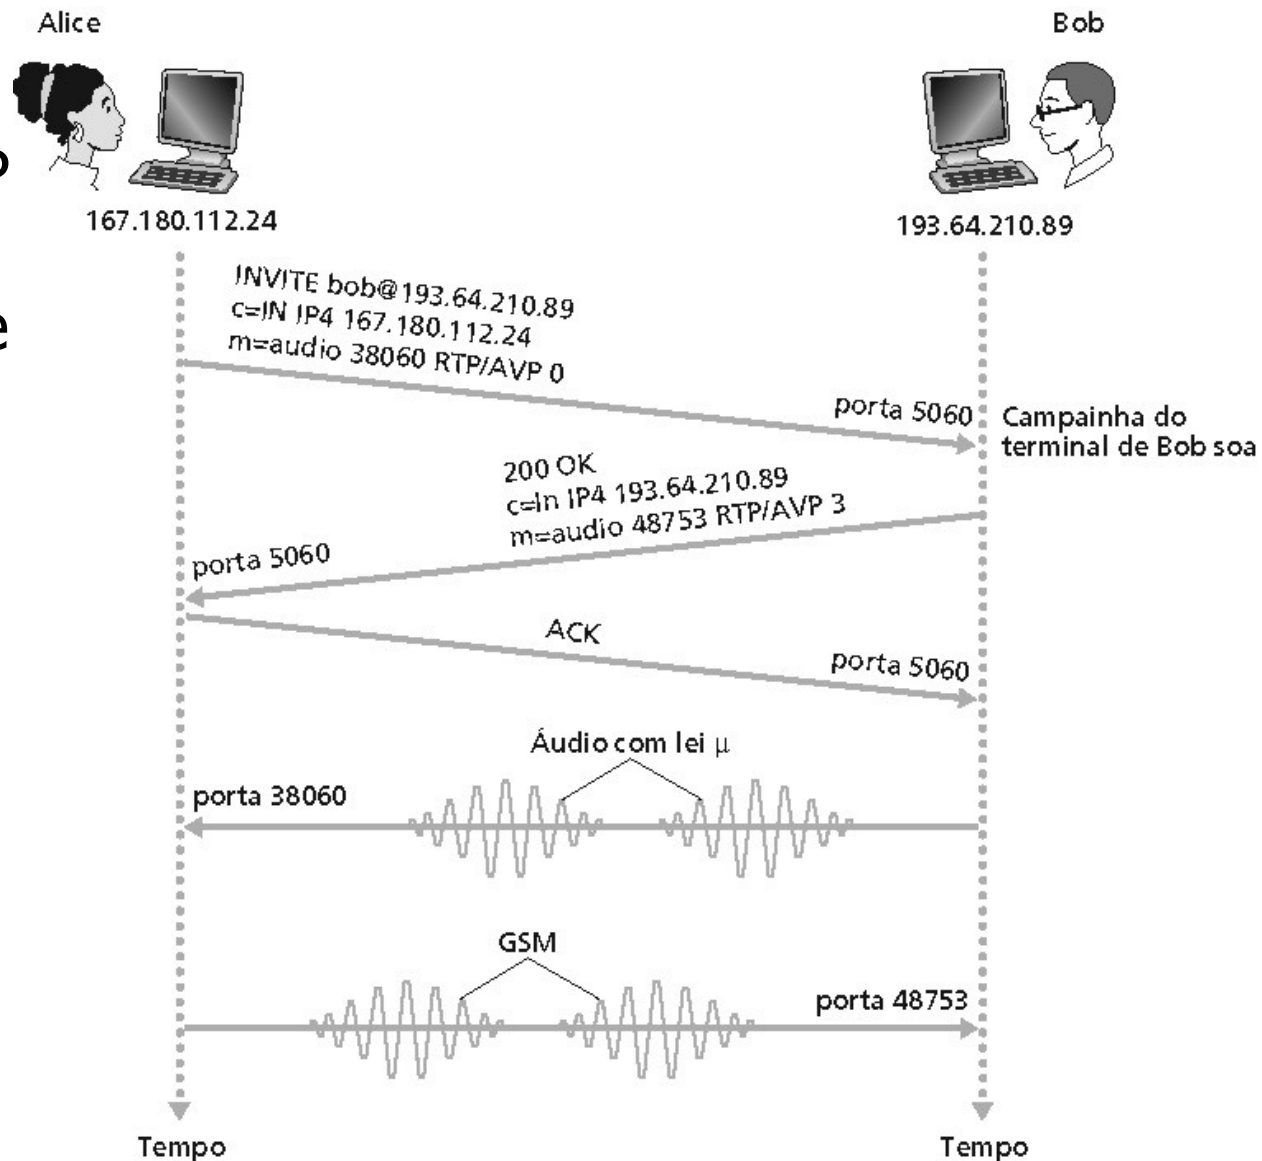 Alice
Bob
o
167.180.112.24
193.64.210.89
e
INVITE bob@193.64.210.89
c=IN IP4 167.180.112.24
m=audio 38060 RTP/AVP 0
porta 5060
Campainha do
terminal de Bob soa
200 OK
c=In IP4 193.64.210.89
m=audio 48753 RTP/AVP 3
porta 5060
ACK
porta 5060
Áudio com lei μ
porta 38060
GSM
porta 48753
Tempo
Tempo